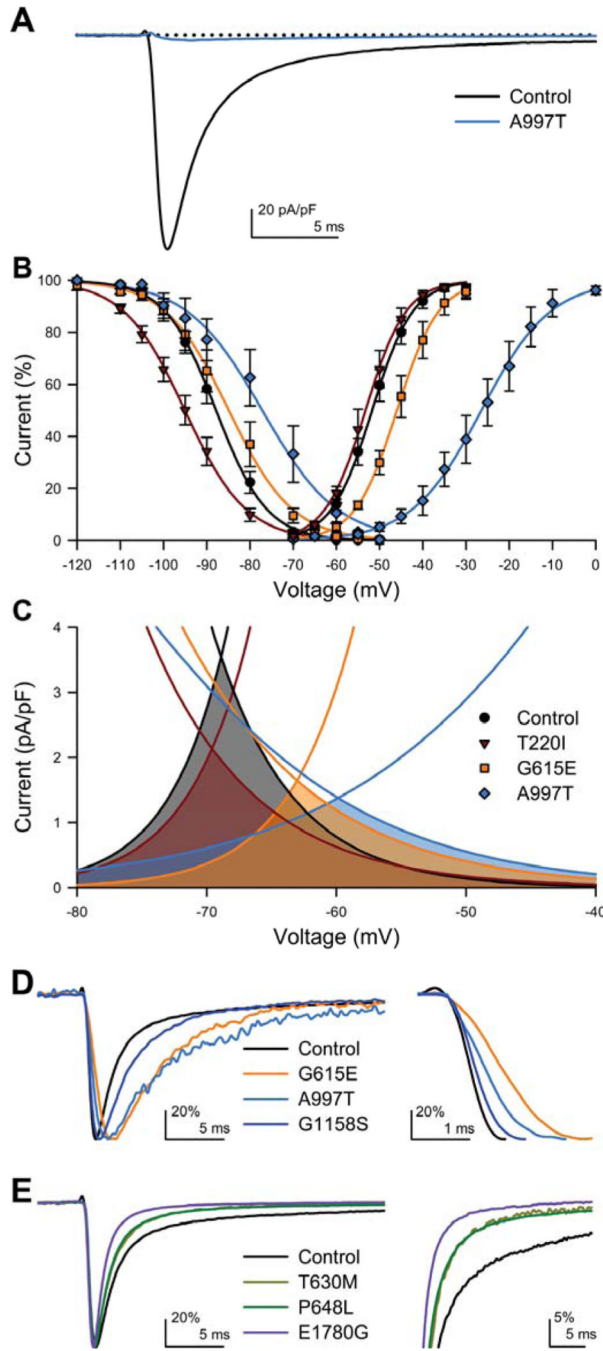 A
Control
A997T
20 pA/pF
5 ms
B
100
80
60
40
20
0
Current (%)
-120 -110 -100 -90 -80 -70 -60 -50 -40 -30 -20 -10 0
Voltage (mV)
C
4
3
2
1
0
Current (pA/pF)
Control
T220I
G615E
A997T
-80 -70 -60 -50 -40
Voltage (mV)
D
Control
G615E
A997T
G1158S
20%
5 ms
20%
1 ms
E
Control
T630M
P648L
E1780G
20%
5 ms
5%
5 ms